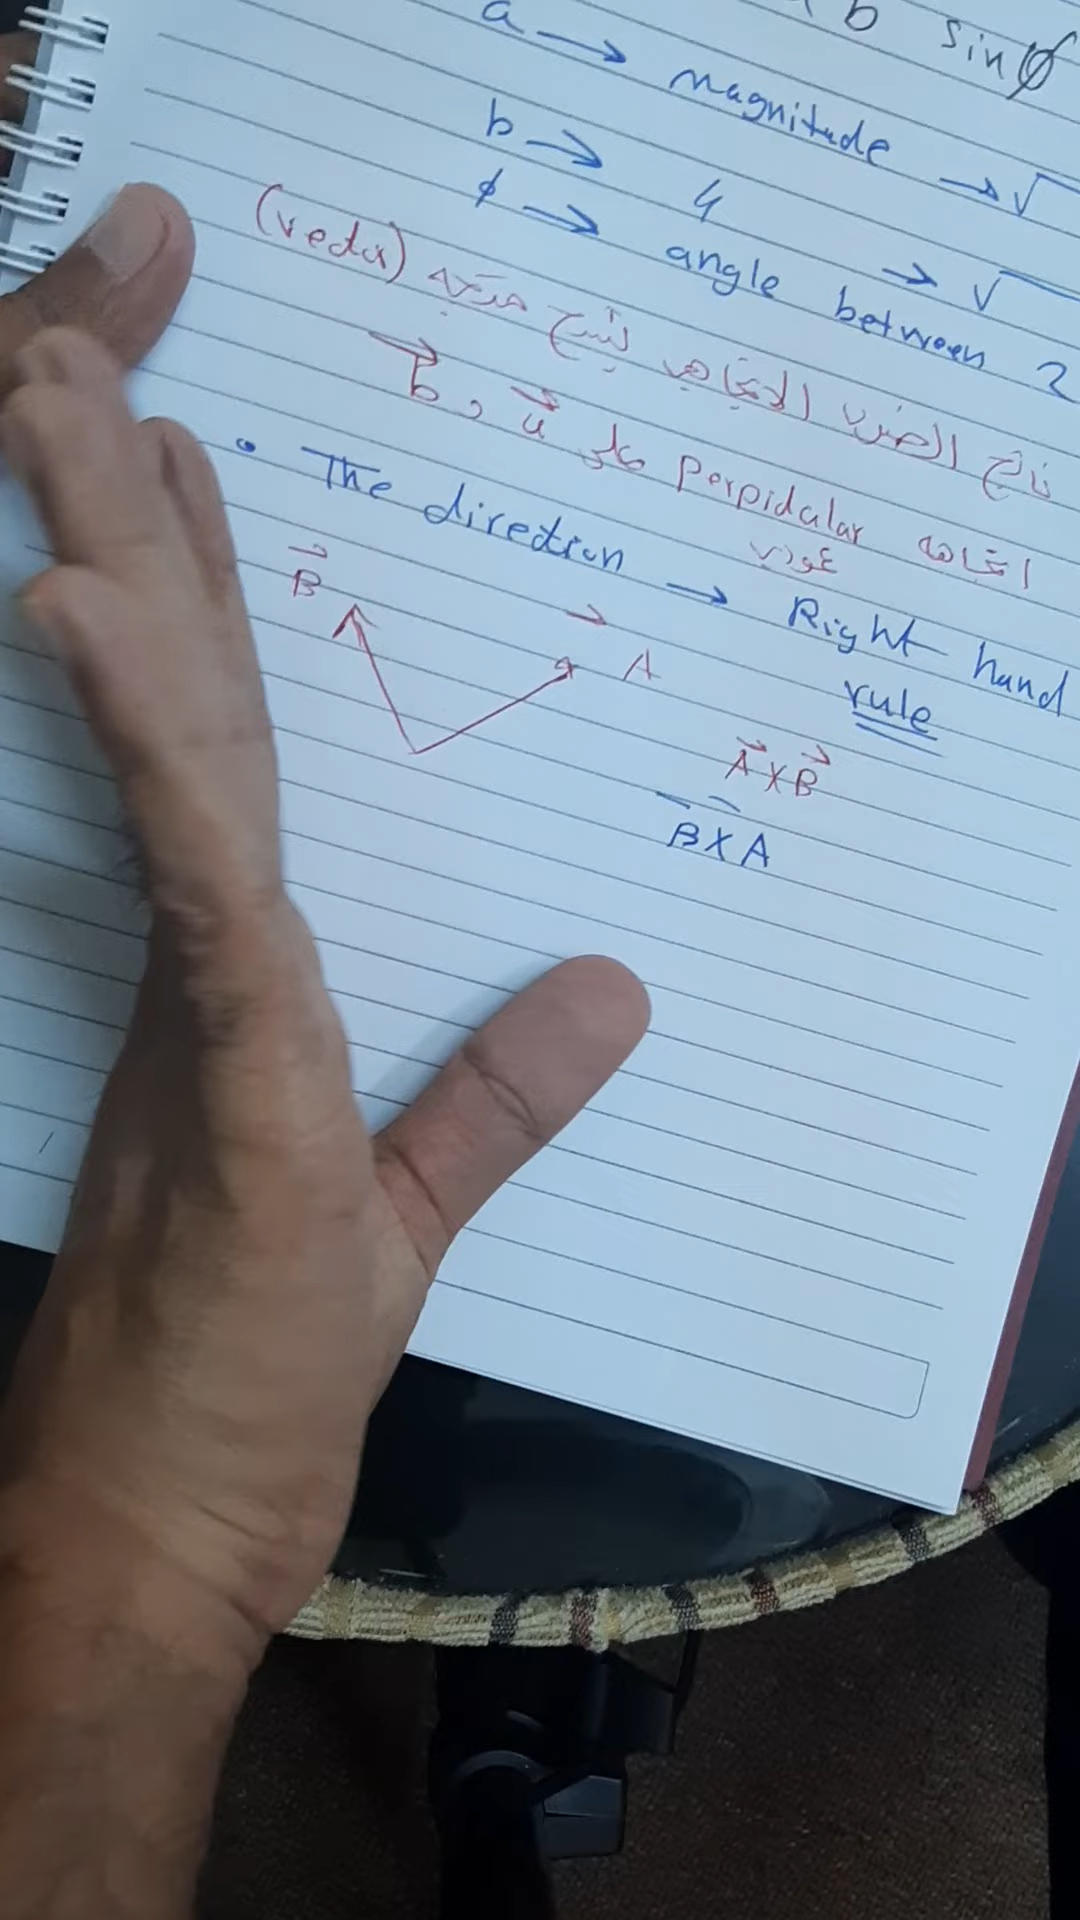 b sinϕ
a → magnitude → √
b → 4 → √
ϕ → angle between 2
ناتج الضرب الاتجاهي ينتج متجه (vector)
اتجاهه perpidalar على a⃗ و b⃗
عمودي
• The direction → Right hand
rule
B⃗
A
A⃗ X B⃗
B X A